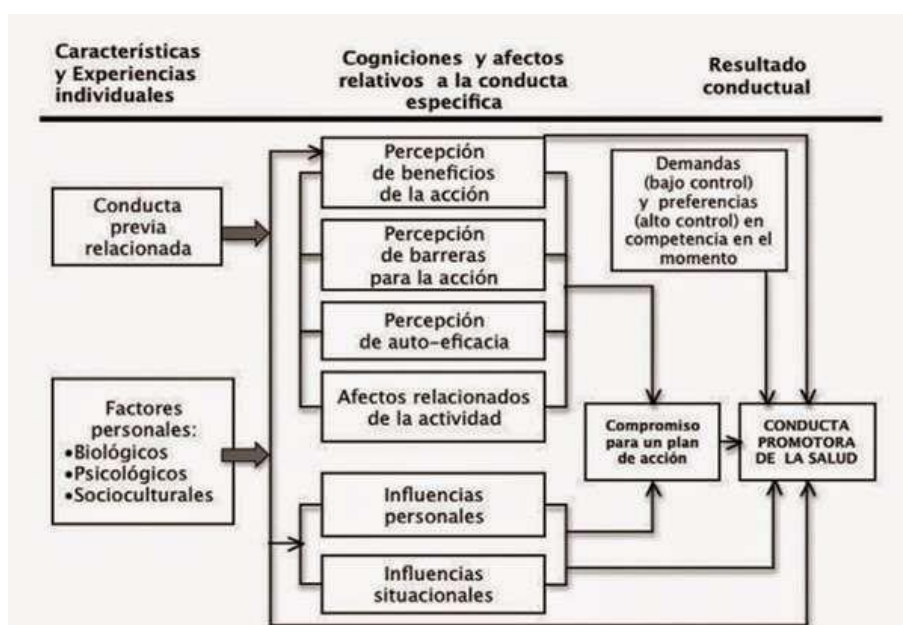 Características
y Experiencias
individuales
Cogniciones y afectos
relativos a la conducta
especifica
Resultado
conductual
Conducta
previa
relacionada
Factores
personales:
•Biológicos
•Psicológicos
•Socioculturales
Percepción
de beneficios
de la acción
Percepción
de barreras
para la acción
Percepción
de auto-eficacia
Afectos relacionados
de la actividad
Influencias
personales
Influencias
situacionales
Demandas
(bajo control)
y preferencias
(alto control) en
competencia en el
momento
Compromiso
para un plan
de acción
CONDUCTA
PROMOTORA
DE LA SALUD